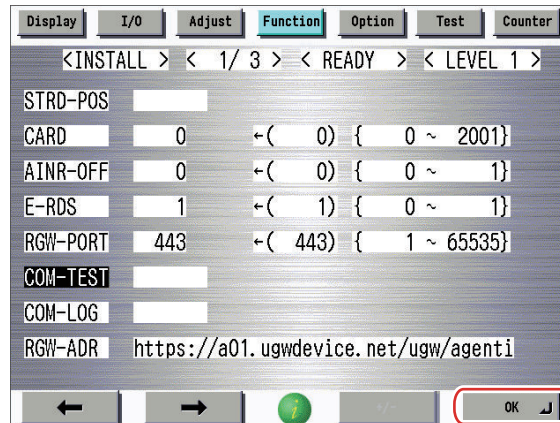 Display I/O Adjust Function Option Test Counter
<INSTALL > < 1/ 3 > < READY > < LEVEL 1 >
STRD-POS
CARD 0 ←( 0) { 0 ~ 2001}
AINR-OFF 0 ←( 0) { 0 ~ 1}
E-RDS 1 ←( 1) { 0 ~ 1}
RGW-PORT 443 ←( 443) { 1 ~ 65535}
COM-TEST
COM-LOG
RGW-ADR https://a01.ugwdevice.net/ugw/agenti
← → i +/- OK ↲